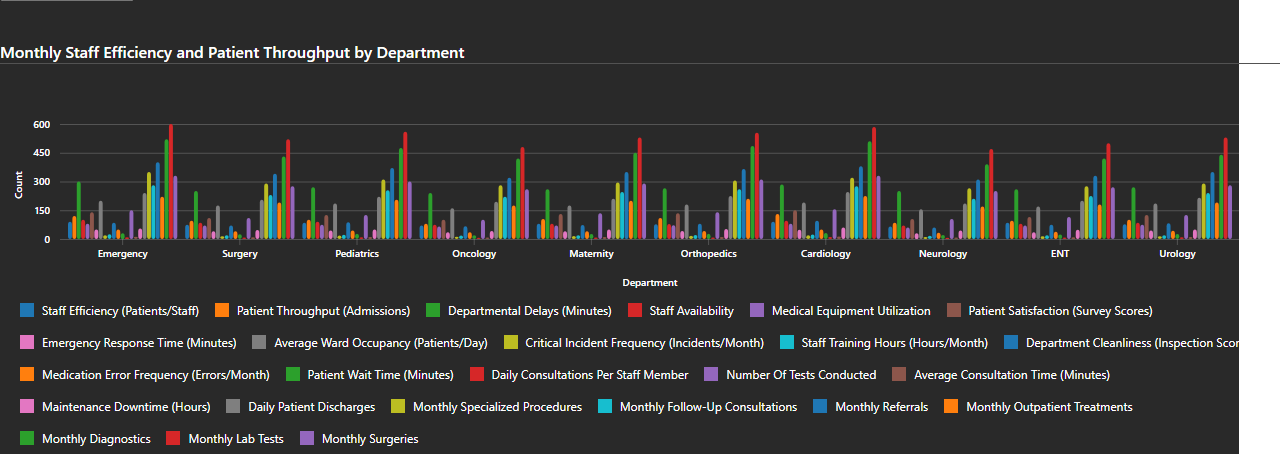 Monthly Staff Efficiency and Patient Throughput by Department
600
450
300
150
0
Count
Emergency Surgery Pediatrics Oncology Maternity Orthopedics Cardiology Neurology ENT Urology
Department
Staff Efficiency (Patients/Staff) Patient Throughput (Admissions) Departmental Delays (Minutes) Staff Availability Medical Equipment Utilization Patient Satisfaction (Survey Scores)
Emergency Response Time (Minutes) Average Ward Occupancy (Patients/Day) Critical Incident Frequency (Incidents/Month) Staff Training Hours (Hours/Month) Department Cleanliness (Inspection Scor
Medication Error Frequency (Errors/Month) Patient Wait Time (Minutes) Daily Consultations Per Staff Member Number Of Tests Conducted Average Consultation Time (Minutes)
Maintenance Downtime (Hours) Daily Patient Discharges Monthly Specialized Procedures Monthly Follow-Up Consultations Monthly Referrals Monthly Outpatient Treatments
Monthly Diagnostics Monthly Lab Tests Monthly Surgeries